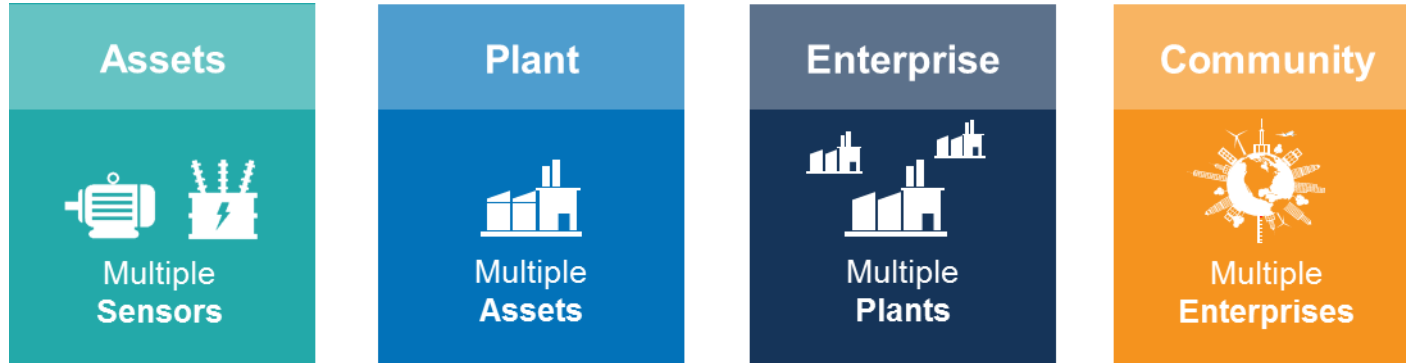 Assets
Multiple
Sensors
Plant
Multiple
Assets
Enterprise
Multiple
Plants
Community
Multiple
Enterprises